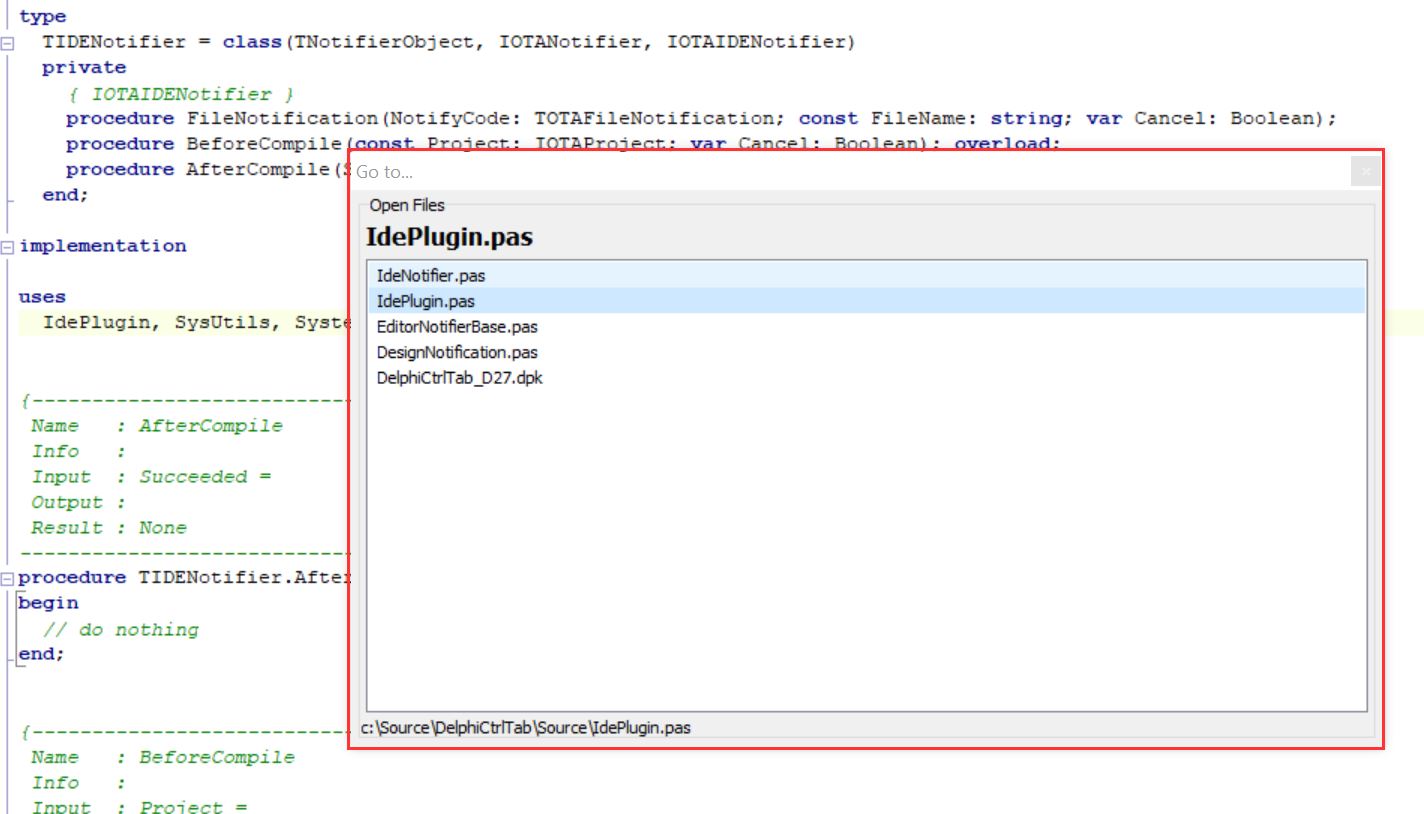 type
TIDENotifier = class(TNotifierObject, IOTANotifier, IOTAIDENotifier)
private
{ IOTAIDENotifier }
procedure FileNotification(NotifyCode: TOTAFileNotification; const FileName: string; var Cancel: Boolean);
procedure BeforeCompile(const Project: IOTAProject; var Cancel: Boolean); overload;
procedure AfterCompile(S
end;
implementation
uses
IdePlugin, SysUtils, Syste
{---------------------------
Name : AfterCompile
Info :
Input : Succeeded =
Output :
Result : None
----------------------------
procedure TIDENotifier.After
begin
// do nothing
end;
{---------------------------
Name : BeforeCompile
Info :
Input : Project =
Go to...
Open Files
IdePlugin.pas
IdeNotifier.pas
IdePlugin.pas
EditorNotifierBase.pas
DesignNotification.pas
DelphiCtrlTab_D27.dpk
c:\Source\DelphiCtrlTab\Source\IdePlugin.pas